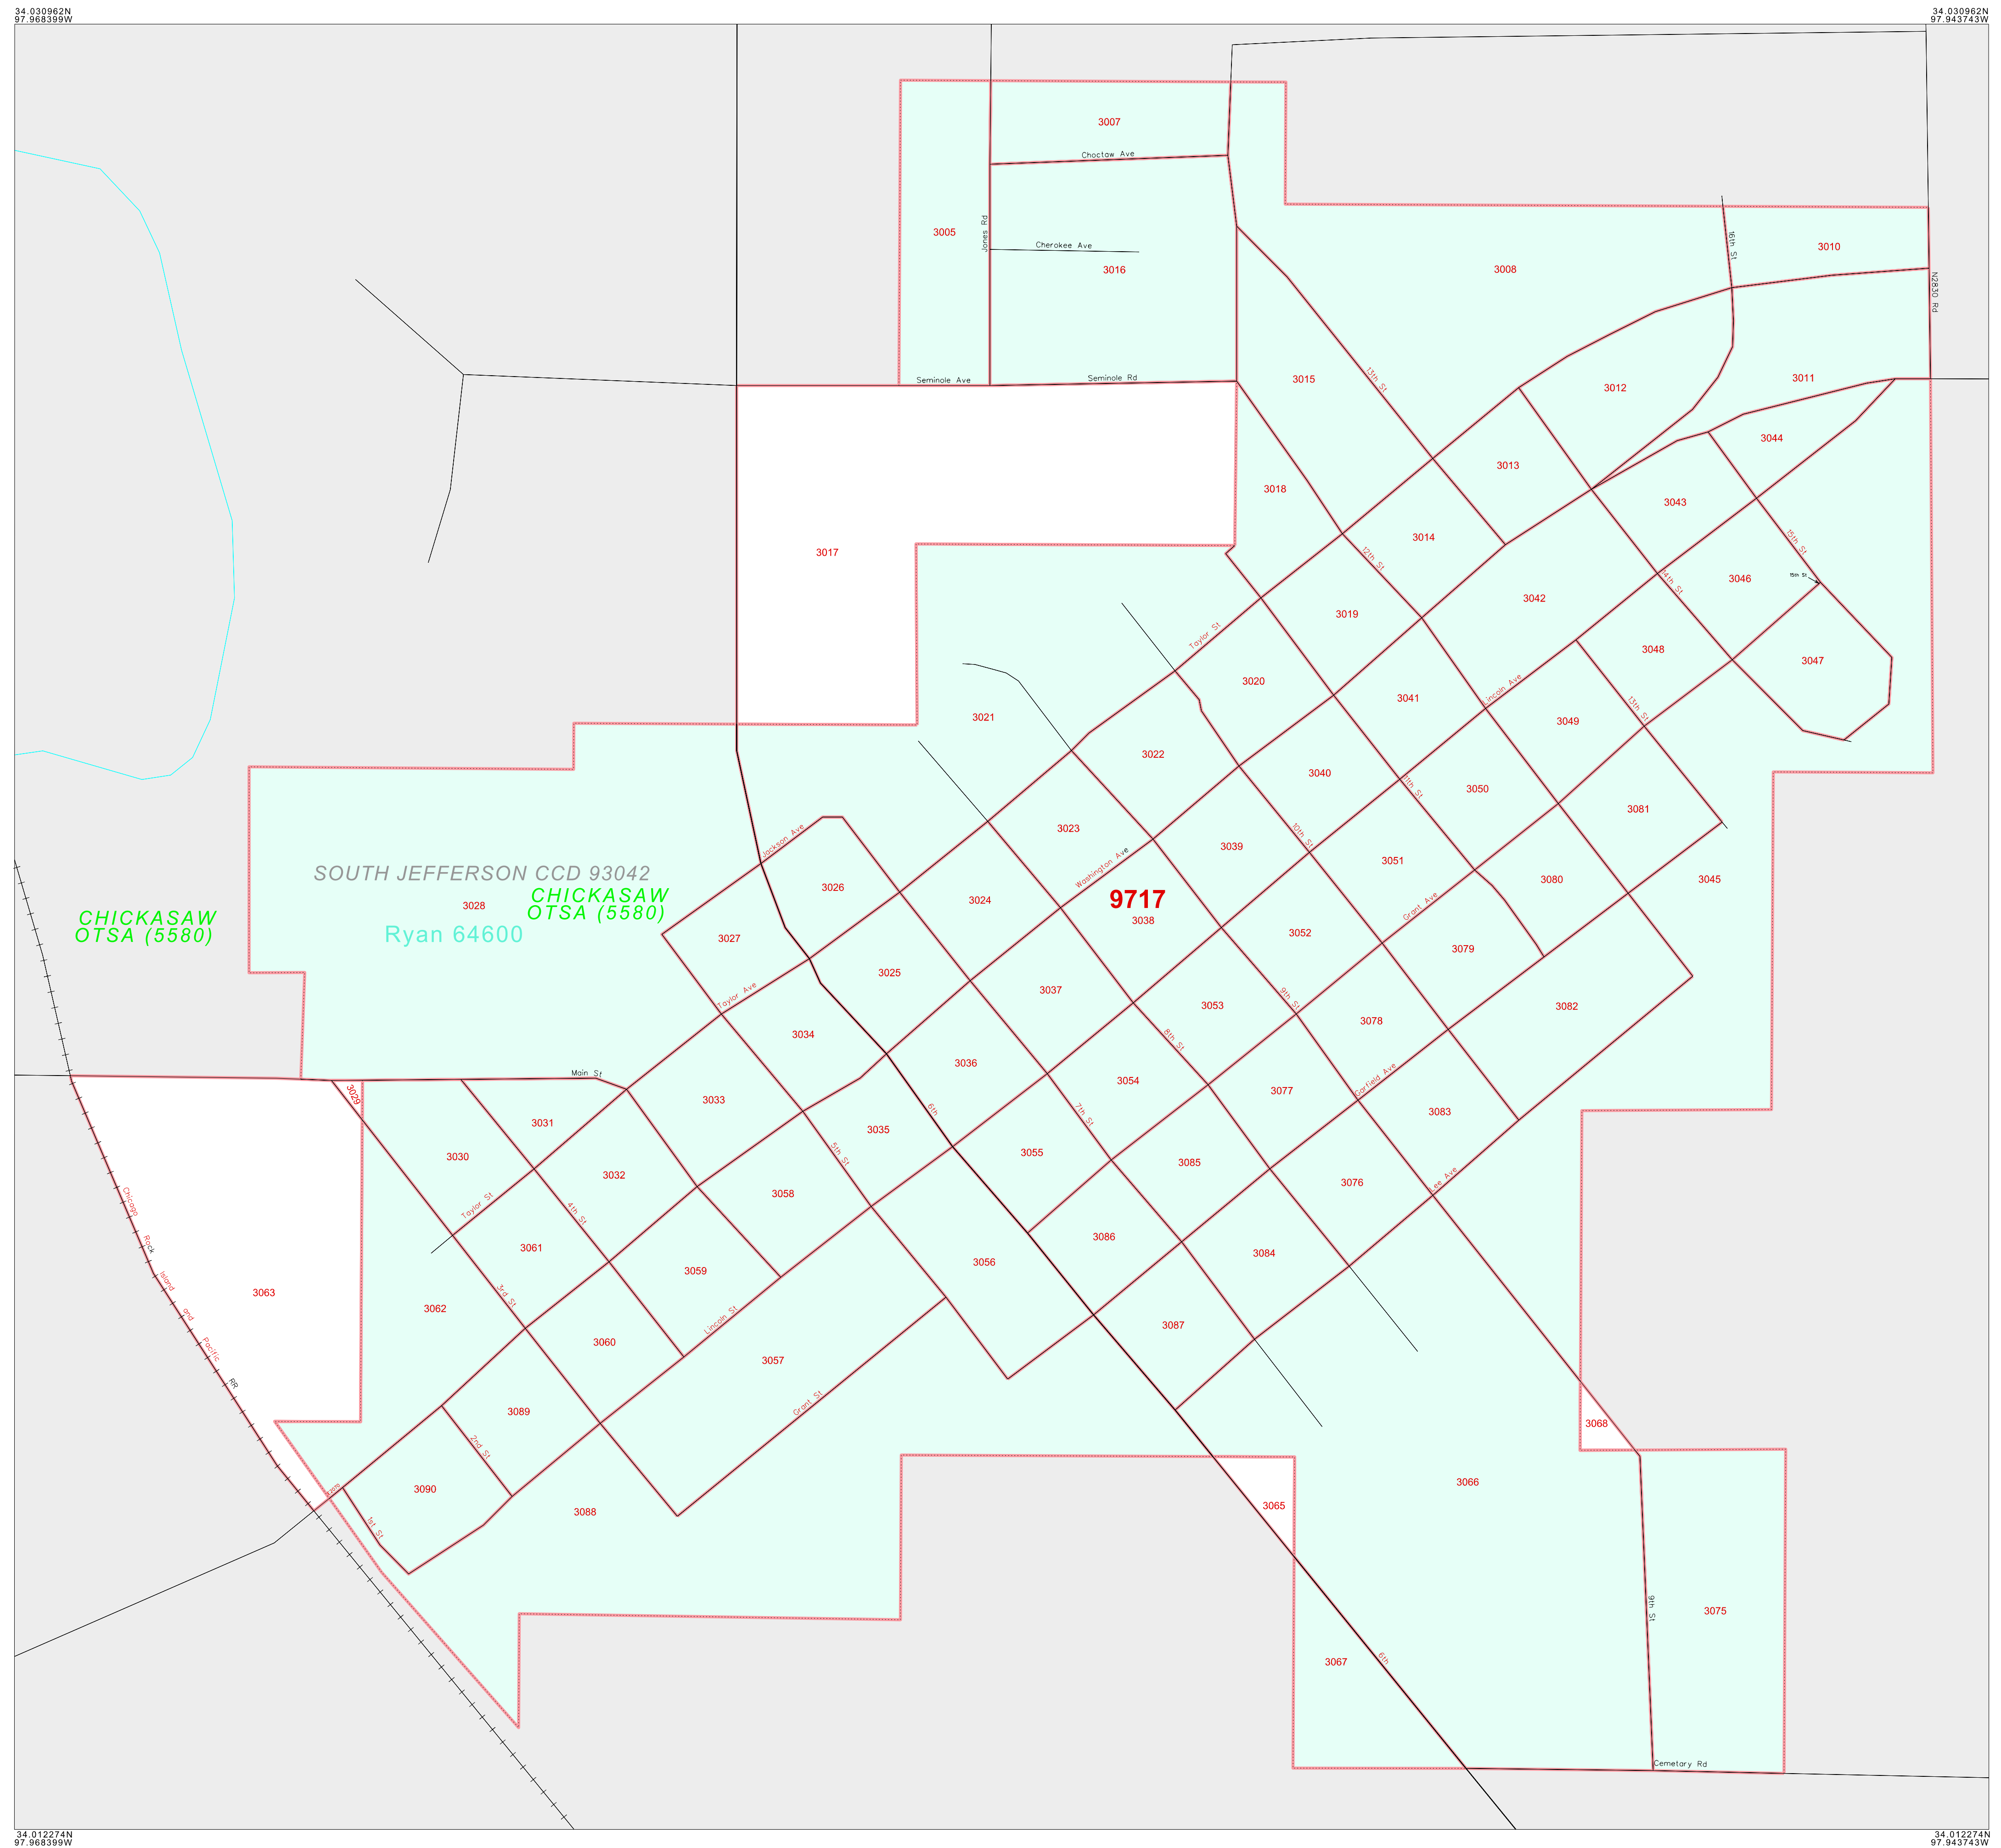 34.030962N
97.968399W
34.030962N
97.943743W
3007
Choctaw Ave
3005
Jones Rd
Cherokee Ave
3016
3008
16th St
3010
N2830 Rd
Seminole Ave
Seminole Rd
3015
13th St
3012
3011
3044
3013
3018
3043
3017
3014
12th St
15th St
15th St
3046
14th St
3042
3019
Taylor St
3048
3047
3020
3041
Lincoln Ave
13th St
3021
3049
3022
3040
11th St
3050
3081
3023
10th St
3039
Jackson Ave
Washington Ave
3051
3080
3045
SOUTH JEFFERSON CCD 93042
3026
CHICKASAW
OTSA (5580)
9717
3028
3024
Grant Ave
CHICKASAW
OTSA (5580)
3038
Ryan 64600
3027
3052
3079
3025
3037
Taylor Ave
9th St
3053
3082
3034
3078
8th St
3036
Main St
3054
3077
Garfield Ave
3029
3033
6th
7th St
3083
3031
3035
3030
5th St
3055
3085
3032
3058
3076
Lee Ave
Taylor St
4th St
3061
3086
3084
3056
Chicago Rock Island and Pacific RR
3059
3063
3rd St
3062
Lincoln St
3087
3060
3057
Grant St
3089
3068
2nd St
3066
3090
3065
3088
1st St
9th St
3075
6th
3067
Cemetary Rd
34.012274N
97.968399W
34.012274N
97.943743W